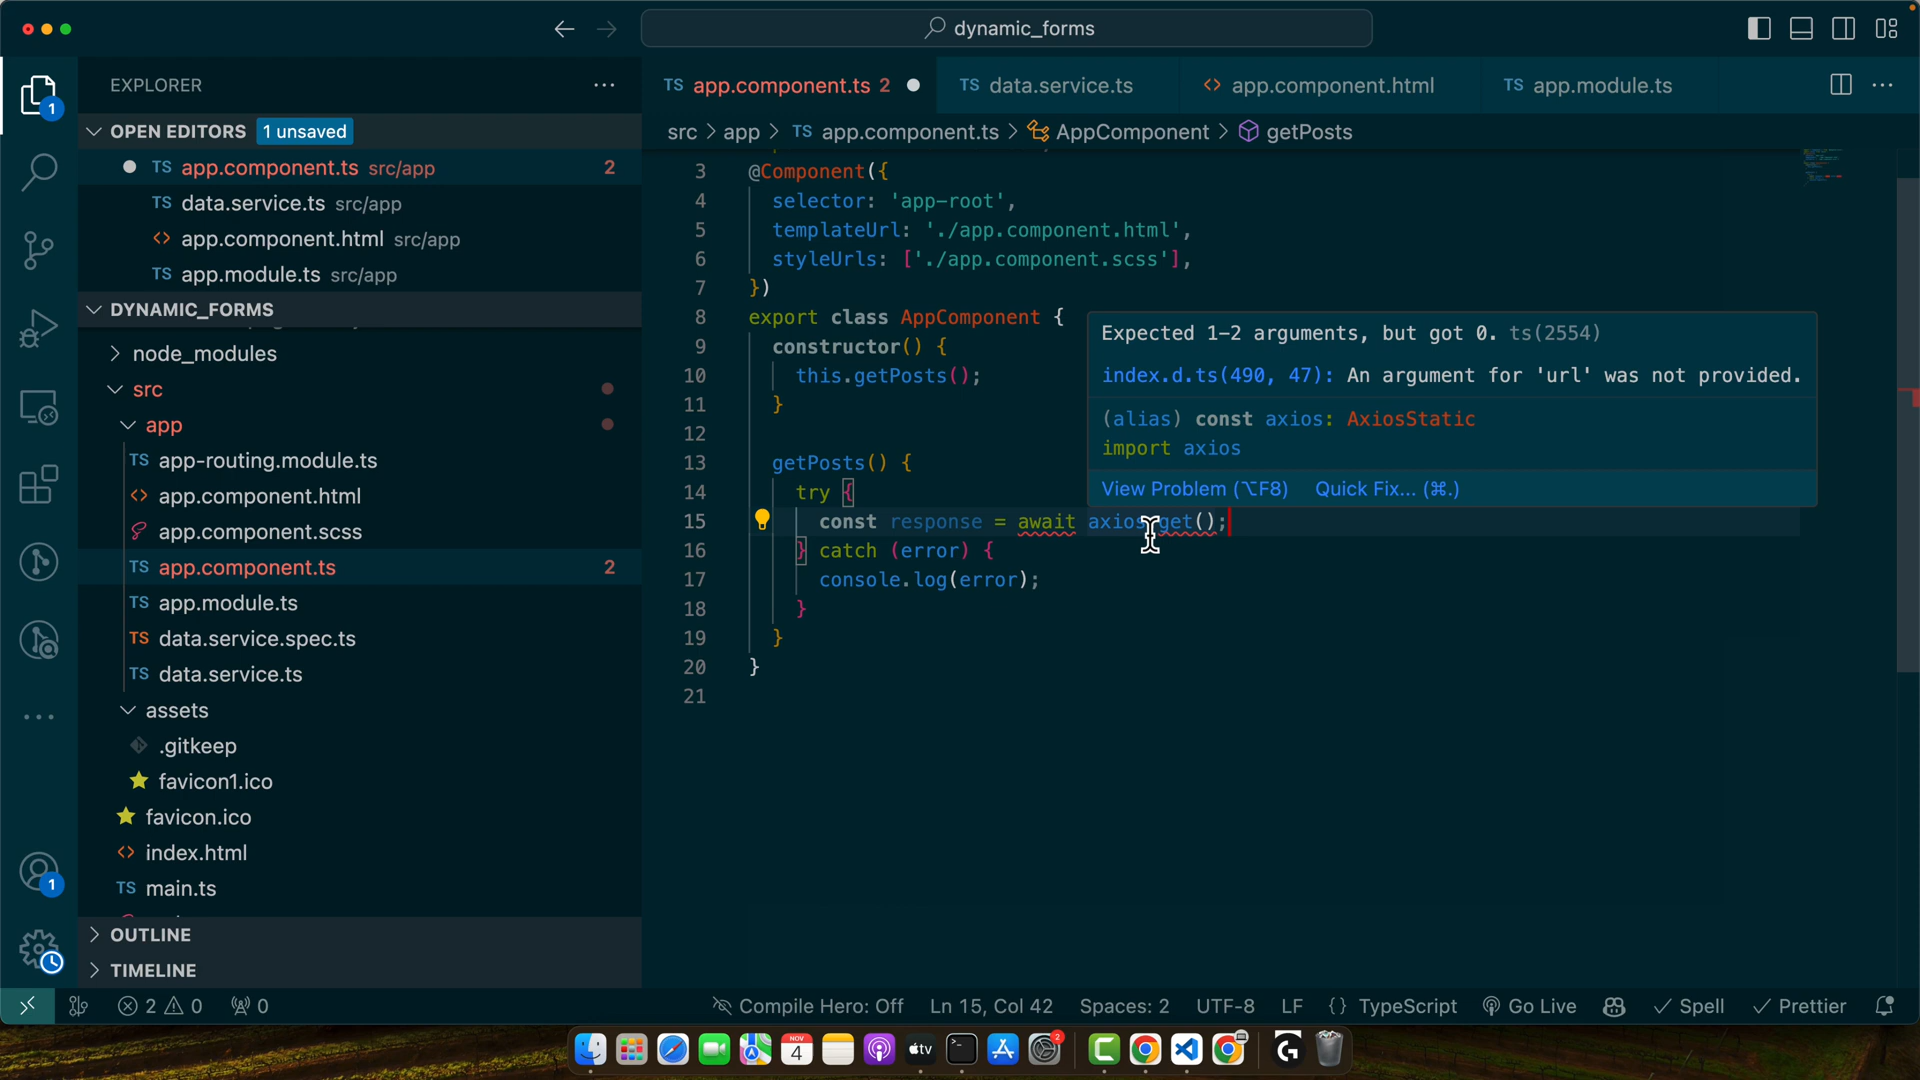 dynamic_forms
EXPLORER
OPEN EDITORS 1 unsaved
TS app.component.ts src/app 2
TS data.service.ts src/app
<> app.component.html src/app
TS app.module.ts src/app
DYNAMIC_FORMS
node_modules
src
app
TS app-routing.module.ts
<> app.component.html
app.component.scss
TS app.component.ts 2
TS app.module.ts
TS data.service.spec.ts
TS data.service.ts
assets
.gitkeep
favicon1.ico
favicon.ico
<> index.html
TS main.ts
OUTLINE
TIMELINE
1
1
TS app.component.ts 2
TS data.service.ts
<> app.component.html
TS app.module.ts
src > app > TS app.component.ts > AppComponent > getPosts
3 @Component({
4 selector: 'app-root',
5 templateUrl: './app.component.html',
6 styleUrls: ['./app.component.scss'],
7 })
8 export class AppComponent {
9 constructor() {
10 this.getPosts();
11 }
12
13 getPosts() {
14 try {
15 const response = await axios.get();
16 } catch (error) {
17 console.log(error);
18 }
19 }
20 }
21
Expected 1-2 arguments, but got 0. ts(2554)
index.d.ts(490, 47): An argument for 'url' was not provided.
(alias) const axios: AxiosStatic
import axios
View Problem (⌥F8) Quick Fix... (⌘.)
2 0 0
Compile Hero: Off
Ln 15, Col 42
Spaces: 2
UTF-8
LF
{} TypeScript
Go Live
Spell
Prettier
NOV
4
tv
2